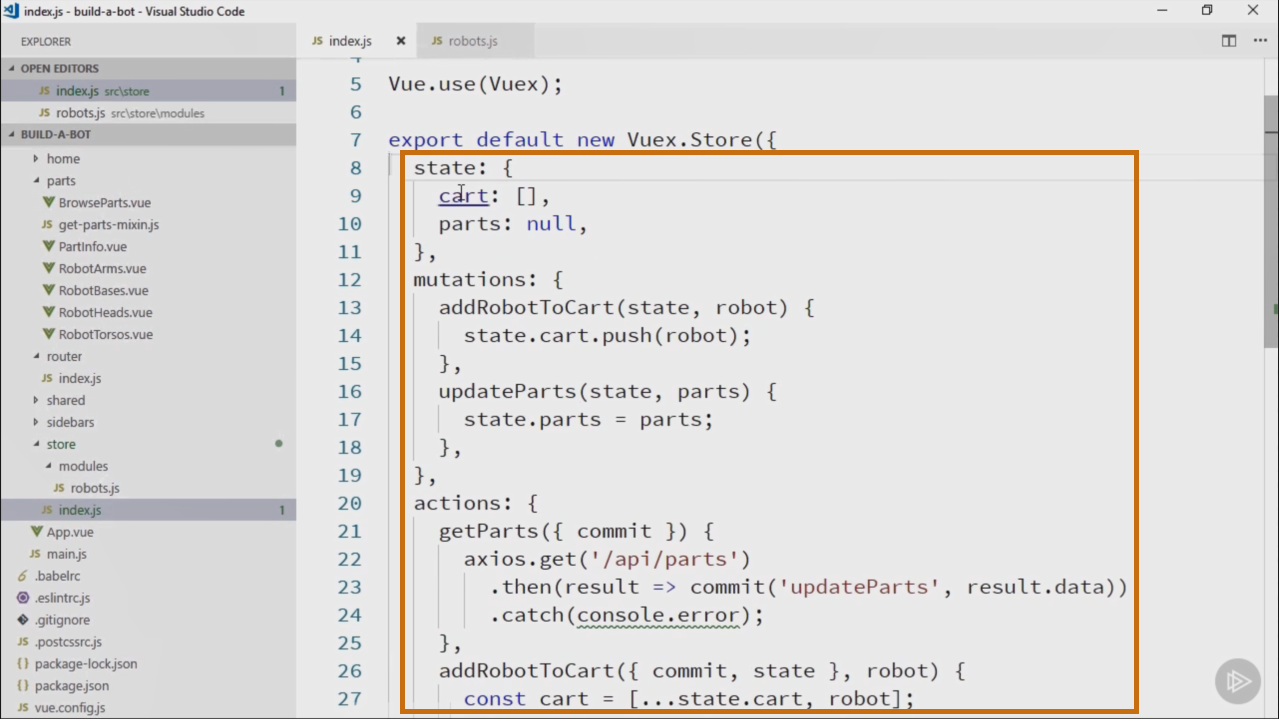 index.js - build-a-bot - Visual Studio Code
EXPLORER
OPEN EDITORS
JS index.js src\store 1
JS robots.js src\store\modules
BUILD-A-BOT
home
parts
BrowseParts.vue
JS get-parts-mixin.js
PartInfo.vue
RobotArms.vue
RobotBases.vue
RobotHeads.vue
RobotTorsos.vue
router
JS index.js
shared
sidebars
store
modules
JS robots.js
JS index.js 1
App.vue
JS main.js
.babelrc
.eslintrc.js
.gitignore
JS .postcssrc.js
{} package-lock.json
{} package.json
JS vue.config.js
JS index.js
JS robots.js
4
5 Vue.use(Vuex);
6
7 export default new Vuex.Store({
8 state: {
9 cart: [],
10 parts: null,
11 },
12 mutations: {
13 addRobotToCart(state, robot) {
14 state.cart.push(robot);
15 },
16 updateParts(state, parts) {
17 state.parts = parts;
18 },
19 },
20 actions: {
21 getParts({ commit }) {
22 axios.get('/api/parts')
23 .then(result => commit('updateParts', result.data))
24 .catch(console.error);
25 },
26 addRobotToCart({ commit, state }, robot) {
27 const cart = [...state.cart, robot];